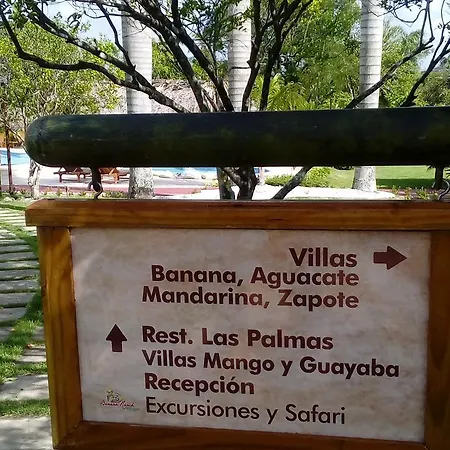 Villas
Banana, Aguacate
Mandarina, Zapote
Rest. Las Palmas
Villas Mango y Guayaba
Recepción
Excursiones y Safari